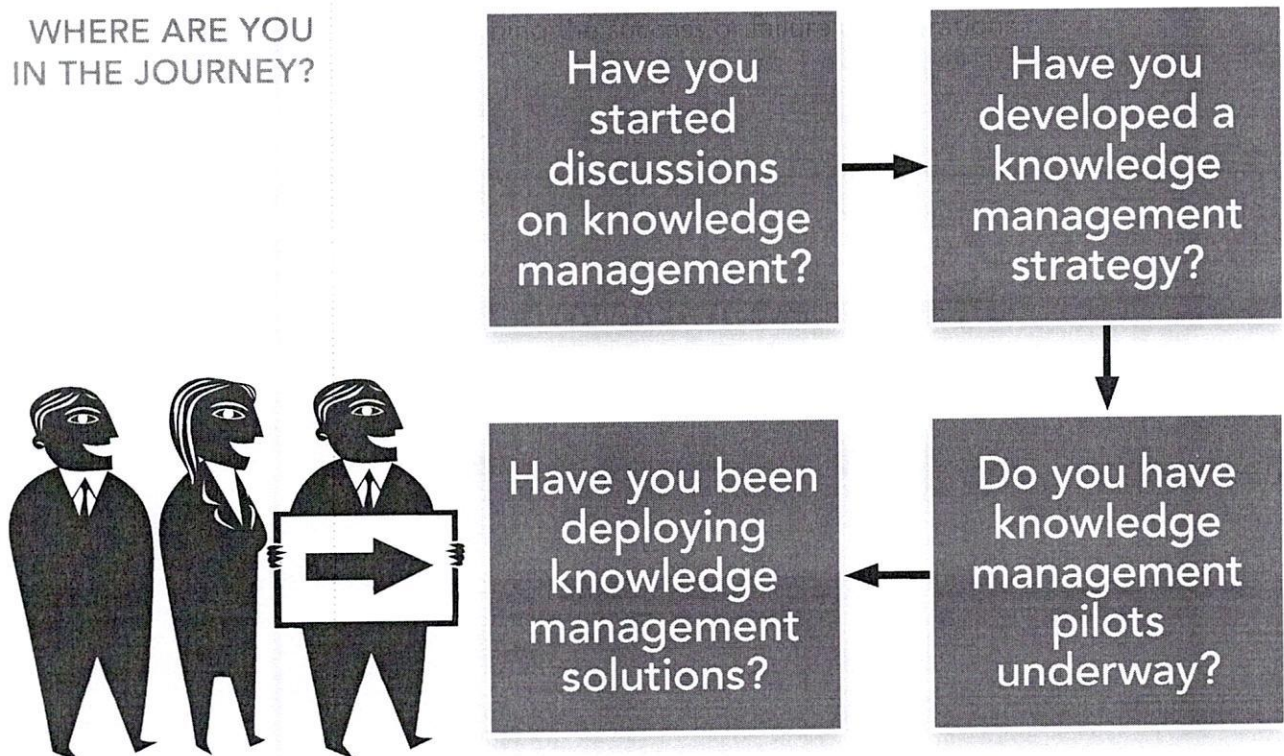 WHERE ARE YOU
IN THE JOURNEY?
Have you
started
discussions
on knowledge
management?
Have you
developed a
knowledge
management
strategy?
Do you have
knowledge
management
pilots
underway?
Have you been
deploying
knowledge
management
solutions?